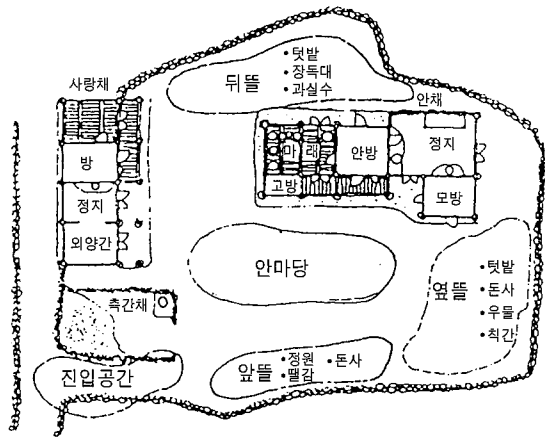 사랑채
뒤뜰
• 텃밭
• 장독대
• 과실수
안채
방
정지
외양간
마래
고방
안방
정지
모방
안마당
측간채
옆뜰
• 텃밭
• 돈사
• 우물
• 칙간
진입공간
앞뜰
• 정원 • 돈사
• 땔감